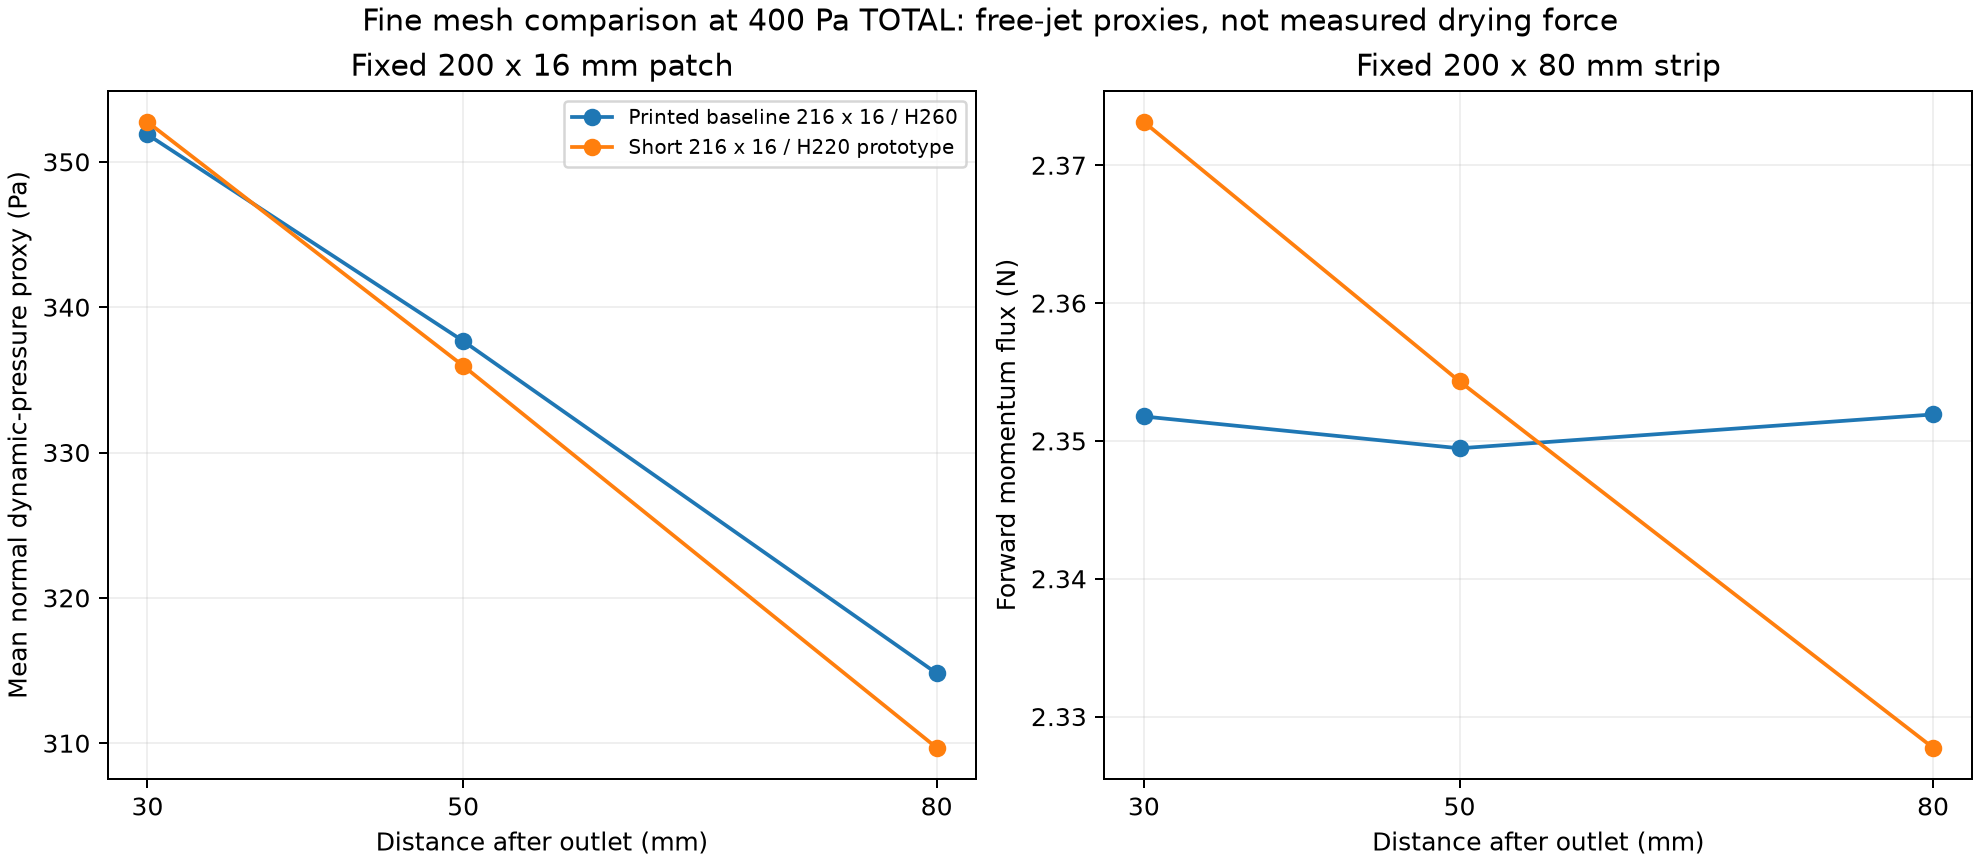 Fine mesh comparison at 400 Pa TOTAL: free-jet proxies, not measured drying force
Fixed 200 x 16 mm patch
Printed baseline 216 x 16 / H260
Short 216 x 16 / H220 prototype
Mean normal dynamic-pressure proxy (Pa)
350
340
330
320
310
30
50
80
Distance after outlet (mm)
Fixed 200 x 80 mm strip
Forward momentum flux (N)
2.37
2.36
2.35
2.34
2.33
30
50
80
Distance after outlet (mm)